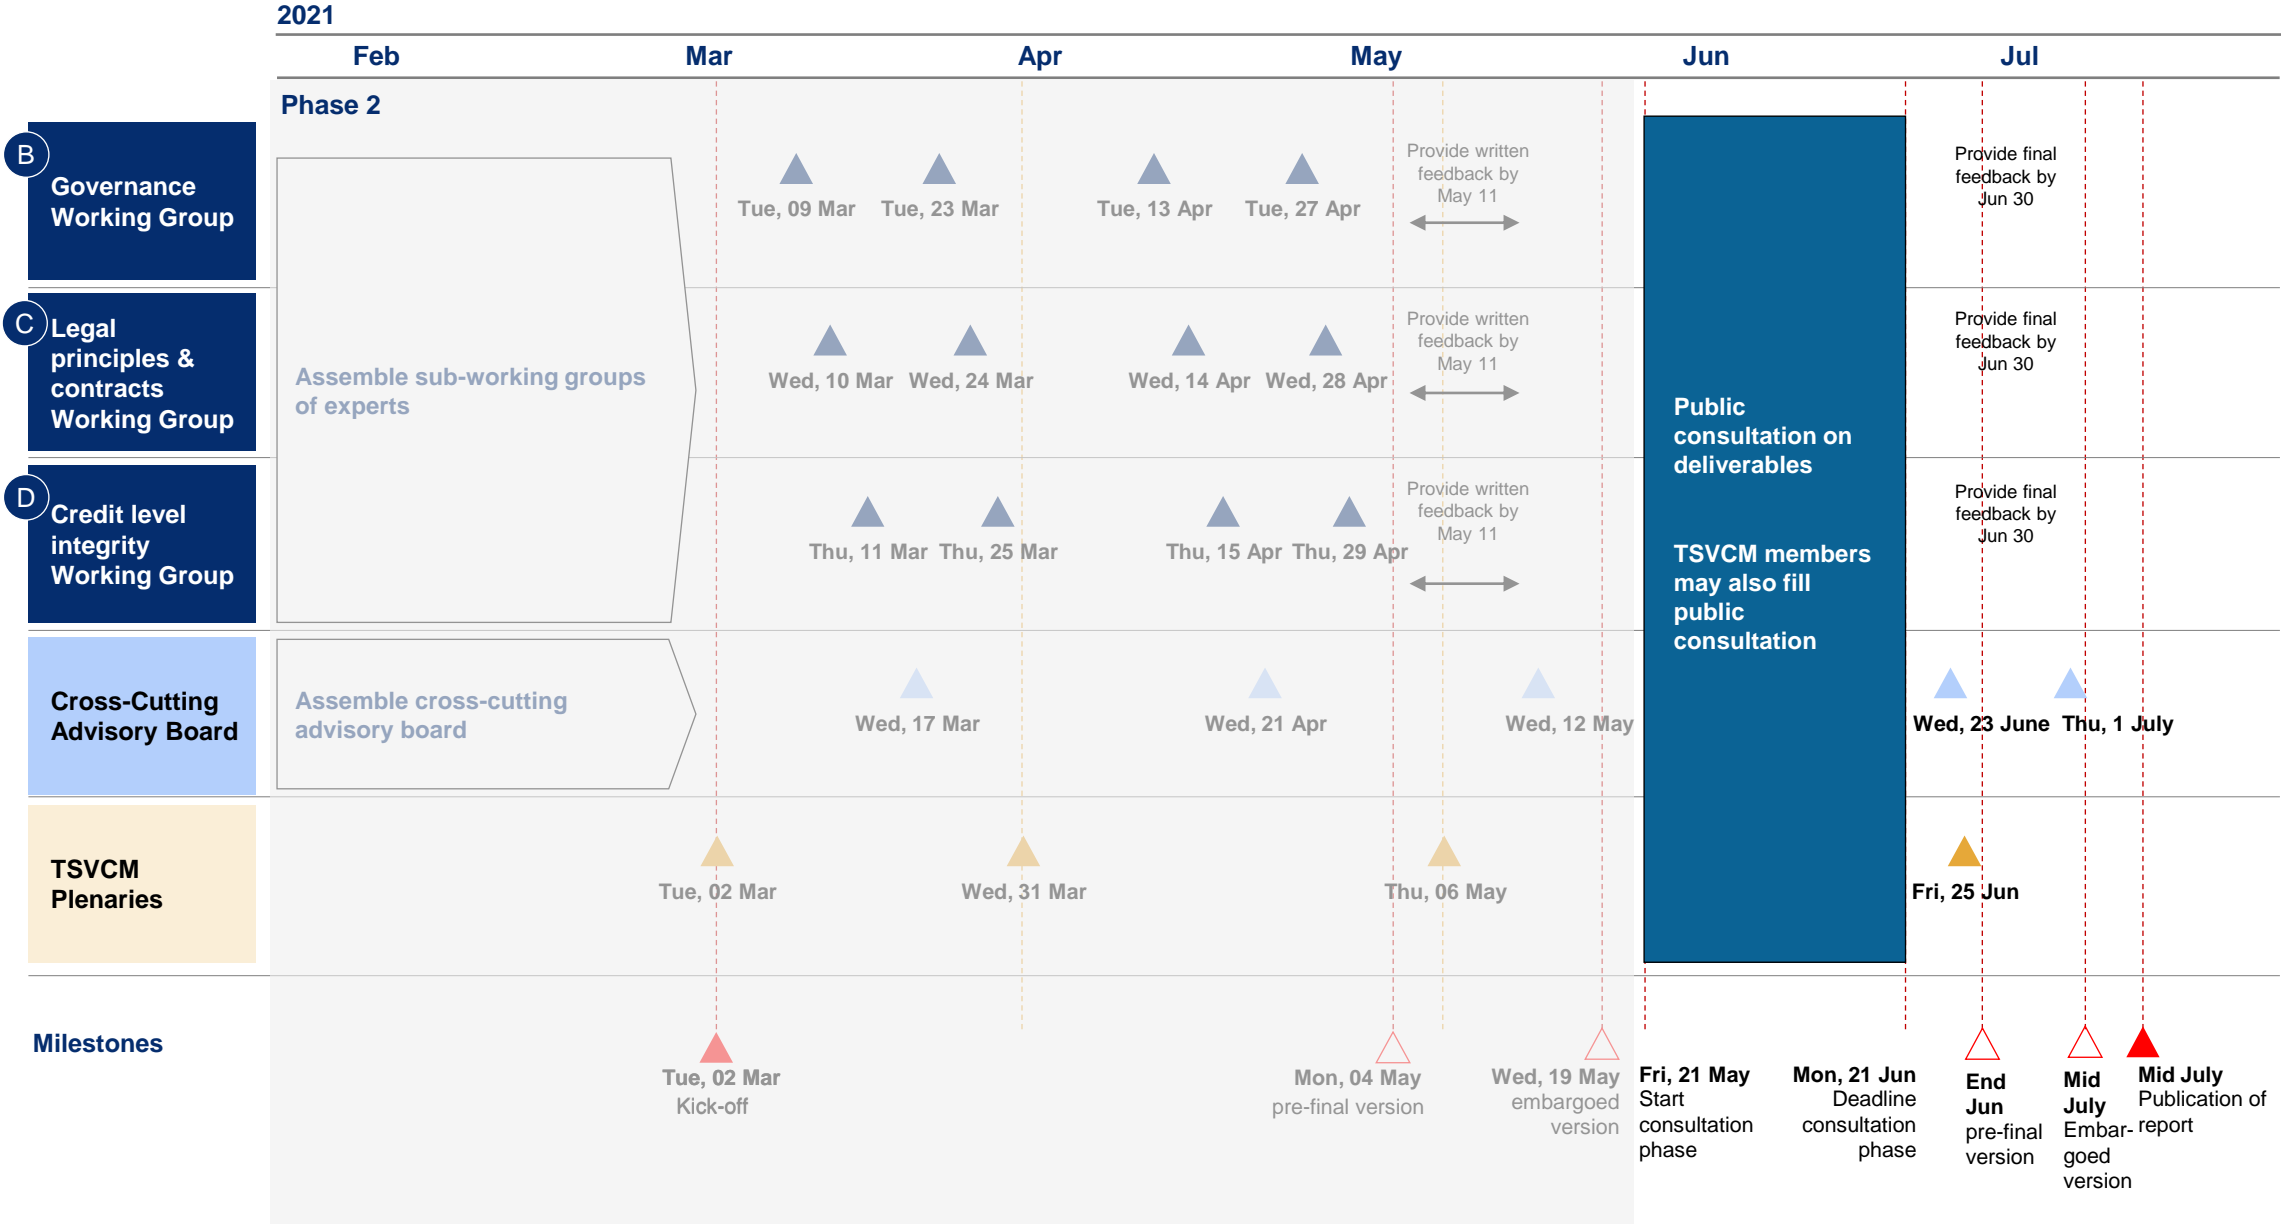 2021
Feb
Mar
Apr
May
Jun
Jul
Phase 2
B
Governance
Working Group
Tue, 09 Mar
Tue, 23 Mar
Tue, 13 Apr
Tue, 27 Apr
Provide written
feedback by
May 11
Provide final
feedback by
Jun 30
C
Legal
principles &
contracts
Working Group
Assemble sub-working groups
of experts
Wed, 10 Mar
Wed, 24 Mar
Wed, 14 Apr
Wed, 28 Apr
Provide written
feedback by
May 11
Public
consultation on
deliverables
TSVCM members
may also fill
public
consultation
Provide final
feedback by
Jun 30
D
Credit level
integrity
Working Group
Thu, 11 Mar
Thu, 25 Mar
Thu, 15 Apr
Thu, 29 Apr
Provide written
feedback by
May 11
Provide final
feedback by
Jun 30
Cross-Cutting
Advisory Board
Assemble cross-cutting
advisory board
Wed, 17 Mar
Wed, 21 Apr
Wed, 12 May
Wed, 23 June
Thu, 1 July
TSVCM
Plenaries
Tue, 02 Mar
Wed, 31 Mar
Thu, 06 May
Fri, 25 Jun
Milestones
Tue, 02 Mar
Kick-off
Mon, 04 May
pre-final version
Wed, 19 May
embargoed
version
Fri, 21 May
Start
consultation
phase
Mon, 21 Jun
Deadline
consultation
phase
End
Jun
pre-final
version
Mid
July
Embar-
goed
version
Mid July
Publication of
report